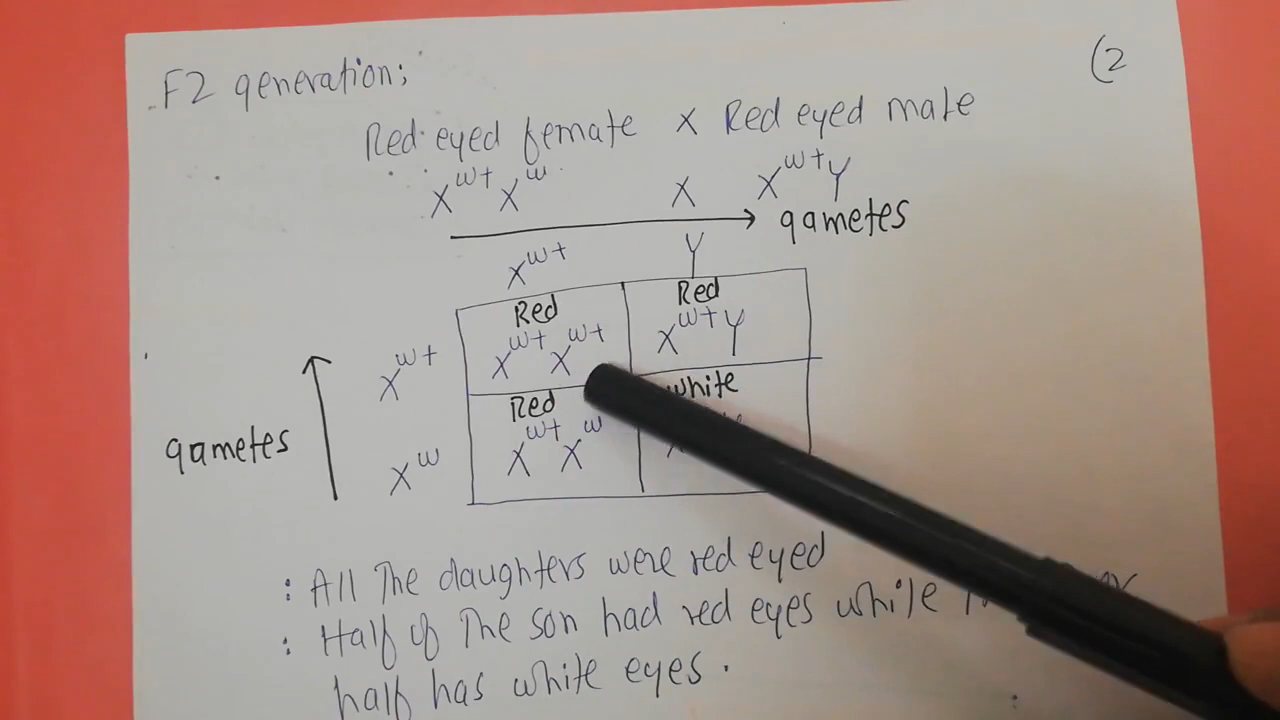 (2
F2 generation:
Red eyed female X Red eyed male
X^w+ X^w X X^w+ Y
gametes
X^w+ Y
Red Red
X^w+ X^w+ X^w+ Y
X^w+
Red white
gametes X^w X^w+ X^w
: All The daughters were red eyed
: Half of The son had red eyes while
half has white eyes.